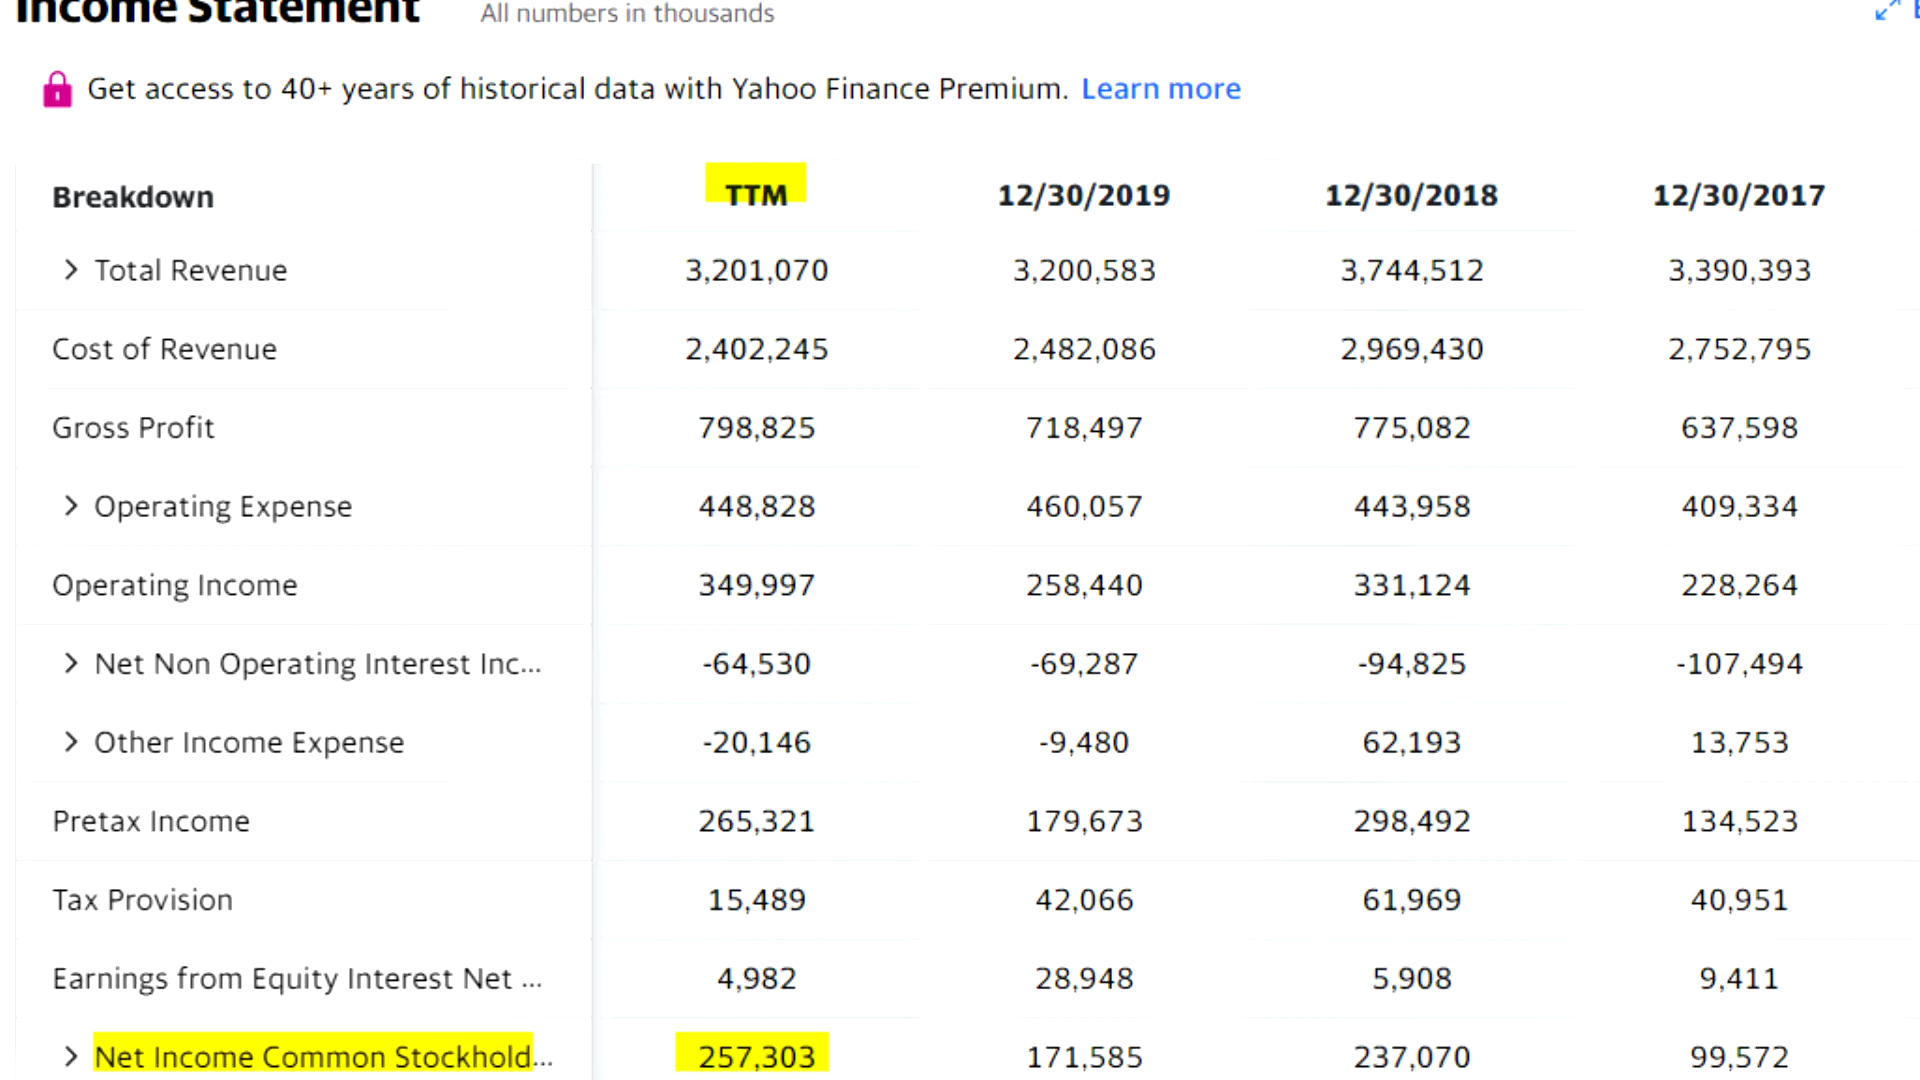 Income Statement All numbers in thousands
Get access to 40+ years of historical data with Yahoo Finance Premium. Learn more
Breakdown TTM 12/30/2019 12/30/2018 12/30/2017
> Total Revenue 3,201,070 3,200,583 3,744,512 3,390,393
Cost of Revenue 2,402,245 2,482,086 2,969,430 2,752,795
Gross Profit 798,825 718,497 775,082 637,598
> Operating Expense 448,828 460,057 443,958 409,334
Operating Income 349,997 258,440 331,124 228,264
> Net Non Operating Interest Inc... -64,530 -69,287 -94,825 -107,494
> Other Income Expense -20,146 -9,480 62,193 13,753
Pretax Income 265,321 179,673 298,492 134,523
Tax Provision 15,489 42,066 61,969 40,951
Earnings from Equity Interest Net ... 4,982 28,948 5,908 9,411
> Net Income Common Stockhold... 257,303 171,585 237,070 99,572